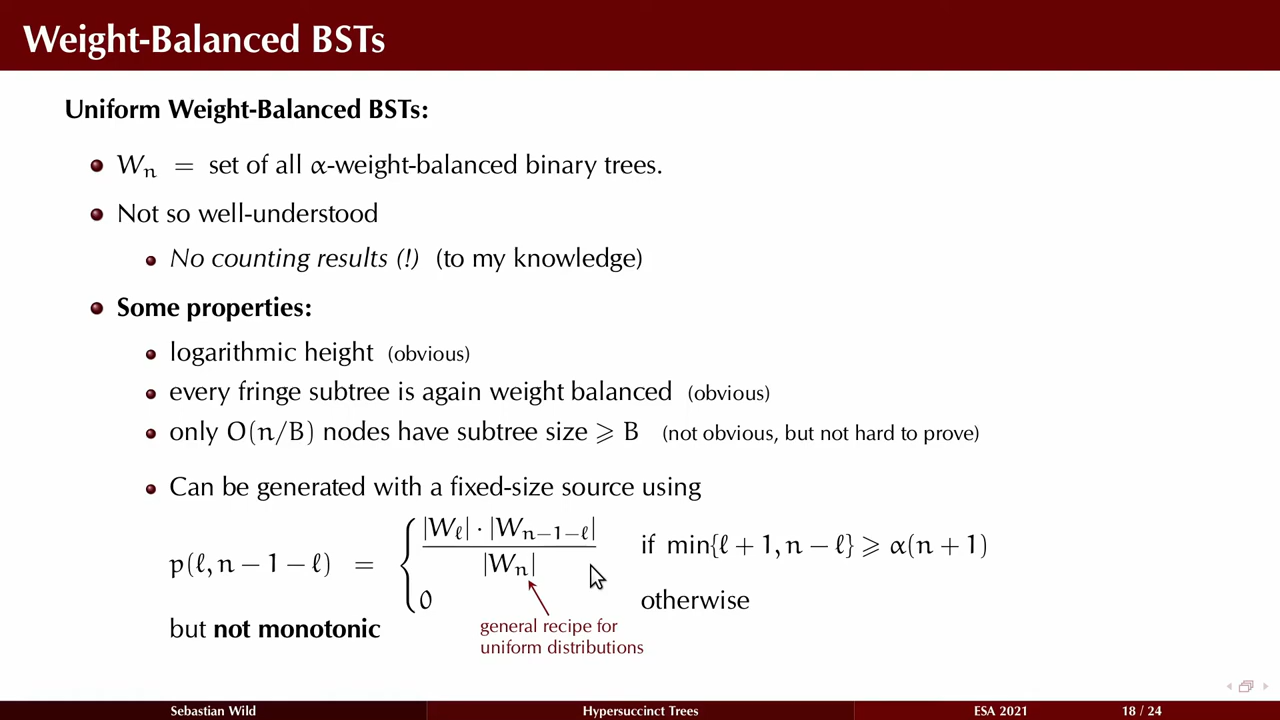 Weight-Balanced BSTs
Uniform Weight-Balanced BSTs:
Wₙ = set of all α-weight-balanced binary trees.
Not so well-understood
No counting results (!) (to my knowledge)
Some properties:
logarithmic height (obvious)
every fringe subtree is again weight balanced (obvious)
only O(n/B) nodes have subtree size ⩾ B (not obvious, but not hard to prove)
Can be generated with a fixed-size source using
|W_ℓ| · |W_{n−1−ℓ}|
p(ℓ, n − 1 − ℓ) = { |Wₙ| if min{ℓ + 1, n − ℓ} ⩾ α(n + 1)
0 otherwise
but not monotonic
general recipe for
uniform distributions
Sebastian Wild Hypersuccinct Trees ESA 2021 18 / 24